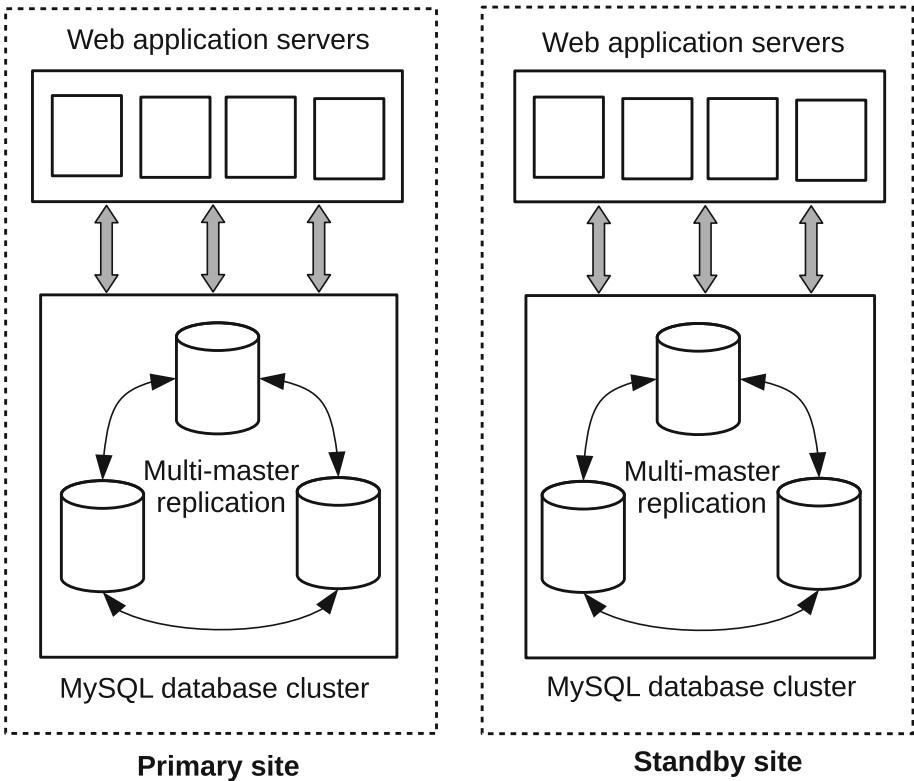 Web application servers
Multi-master
replication
MySQL database cluster
Primary site
Web application servers
Multi-master
replication
MySQL database cluster
Standby site